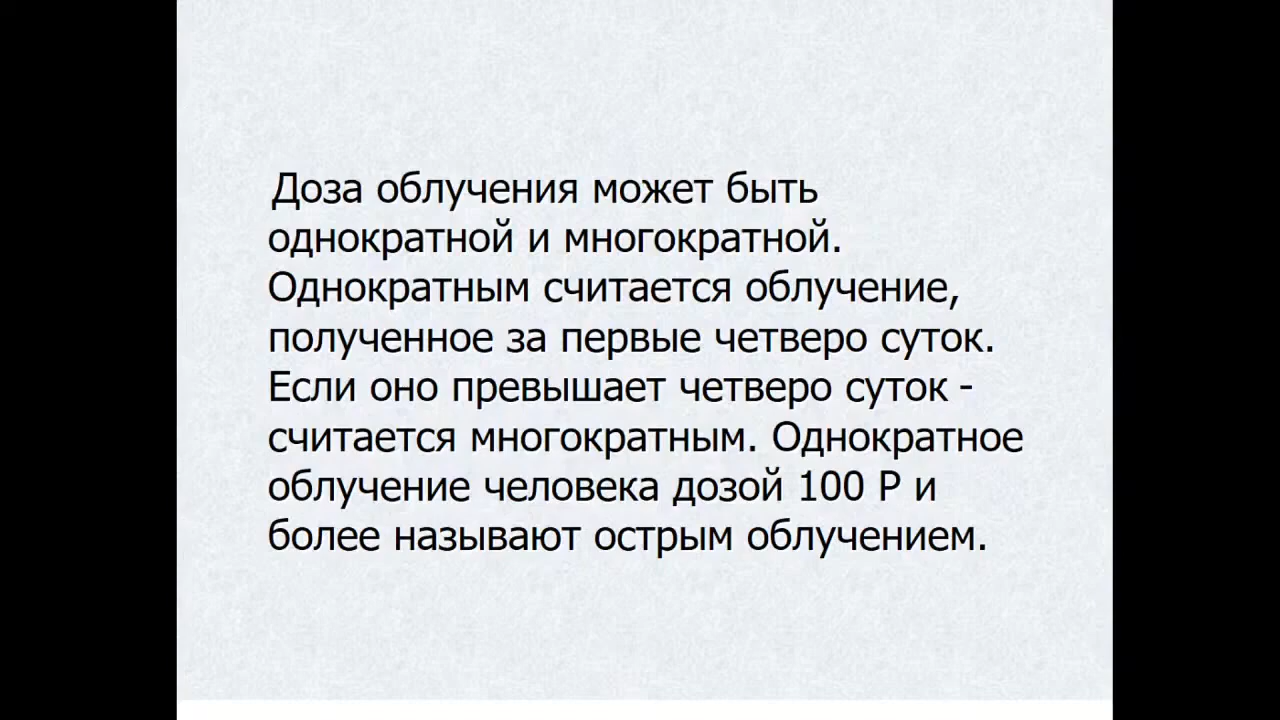 Доза облучения может быть
однократной и многократной.
Однократным считается облучение,
полученное за первые четверо суток.
Если оно превышает четверо суток -
считается многократным. Однократное
облучение человека дозой 100 Р и
более называют острым облучением.